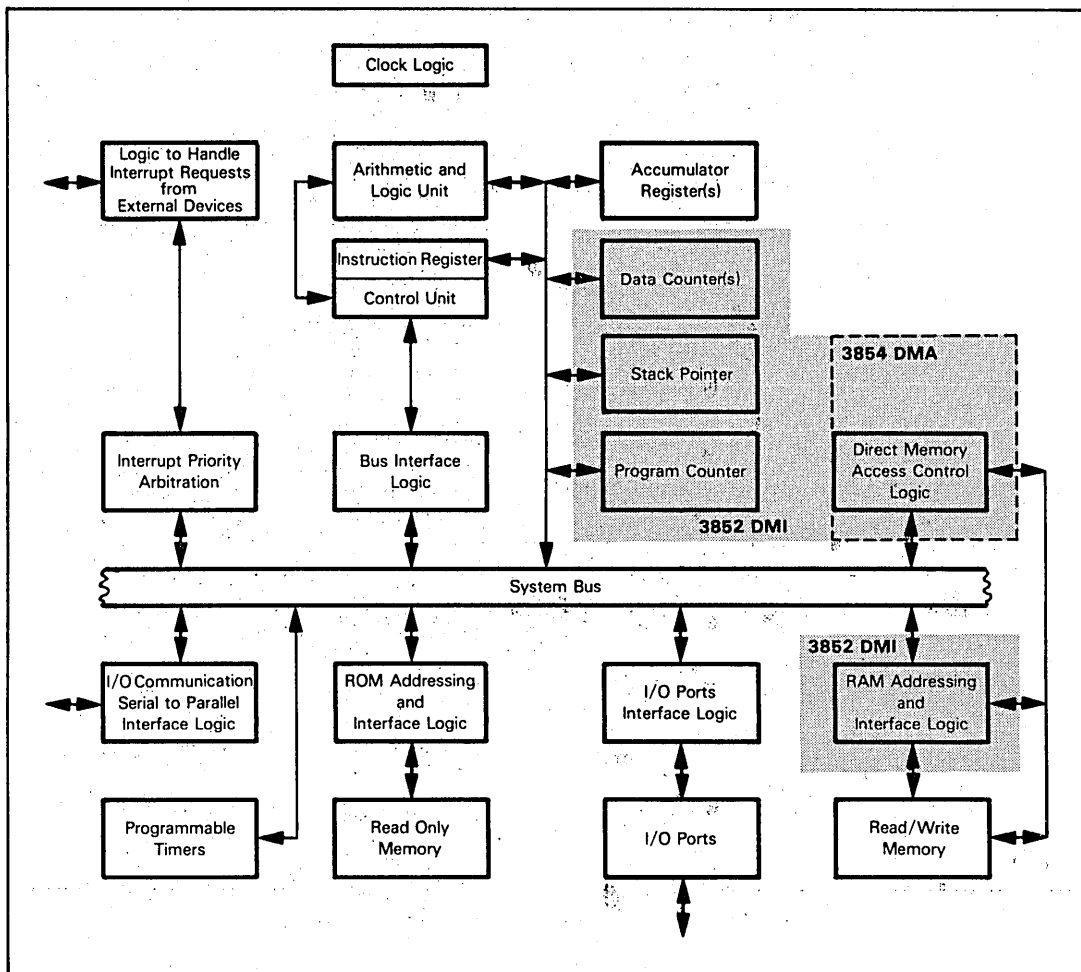 Clock Logic
Logic to Handle
Interrupt Requests
from
External Devices
Arithmetic and
Logic Unit
Accumulator
Register(s)
Instruction Register
Control Unit
Data Counter(s)
Stack Pointer
3854 DMA
Interrupt Priority
Arbitration
Bus Interface
Logic
Program Counter
Direct Memory
Access Control
Logic
3852 DMI
System Bus
3852 DMI
I/O Communication
Serial to Parallel
Interface Logic
ROM Addressing
and
Interface Logic
I/O Ports
Interface Logic
RAM Addressing
and
Interface Logic
Programmable
Timers
Read Only
Memory
I/O Ports
Read/Write
Memory